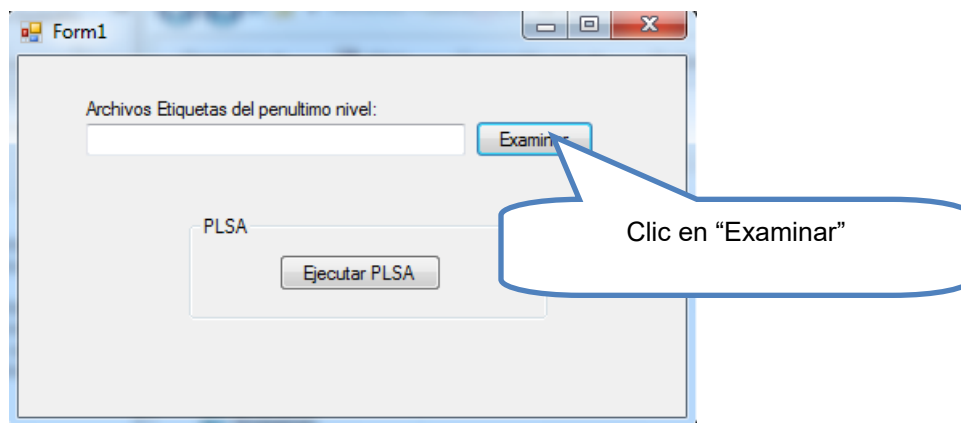 Form1
Archivos Etiquetas del penultimo nivel:
Examinar
PLSA
Ejecutar PLSA
Clic en “Examinar”